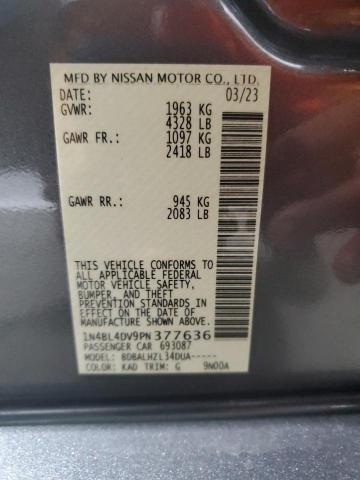 MFD BY NISSAN MOTOR CO., LTD.
DATE: 03/23
GVWR: 1963 KG
4328 LB
GAWR FR.: 1097 KG
2418 LB
GAWR RR.: 945 KG
2083 LB
THIS VEHICLE CONFORMS TO
ALL APPLICABLE FEDERAL
MOTOR VEHICLE SAFETY,
BUMPER, AND THEFT
PREVENTION STANDARDS IN
EFFECT ON THE DATE OF
MANUFACTURE SHOWN ABOVE.
1N4BL4DV9PN377636
PASSENGER CAR 693087
MODEL: BDBALHZL34DUA-----
COLOR: KAD TRIM: G 9N00A